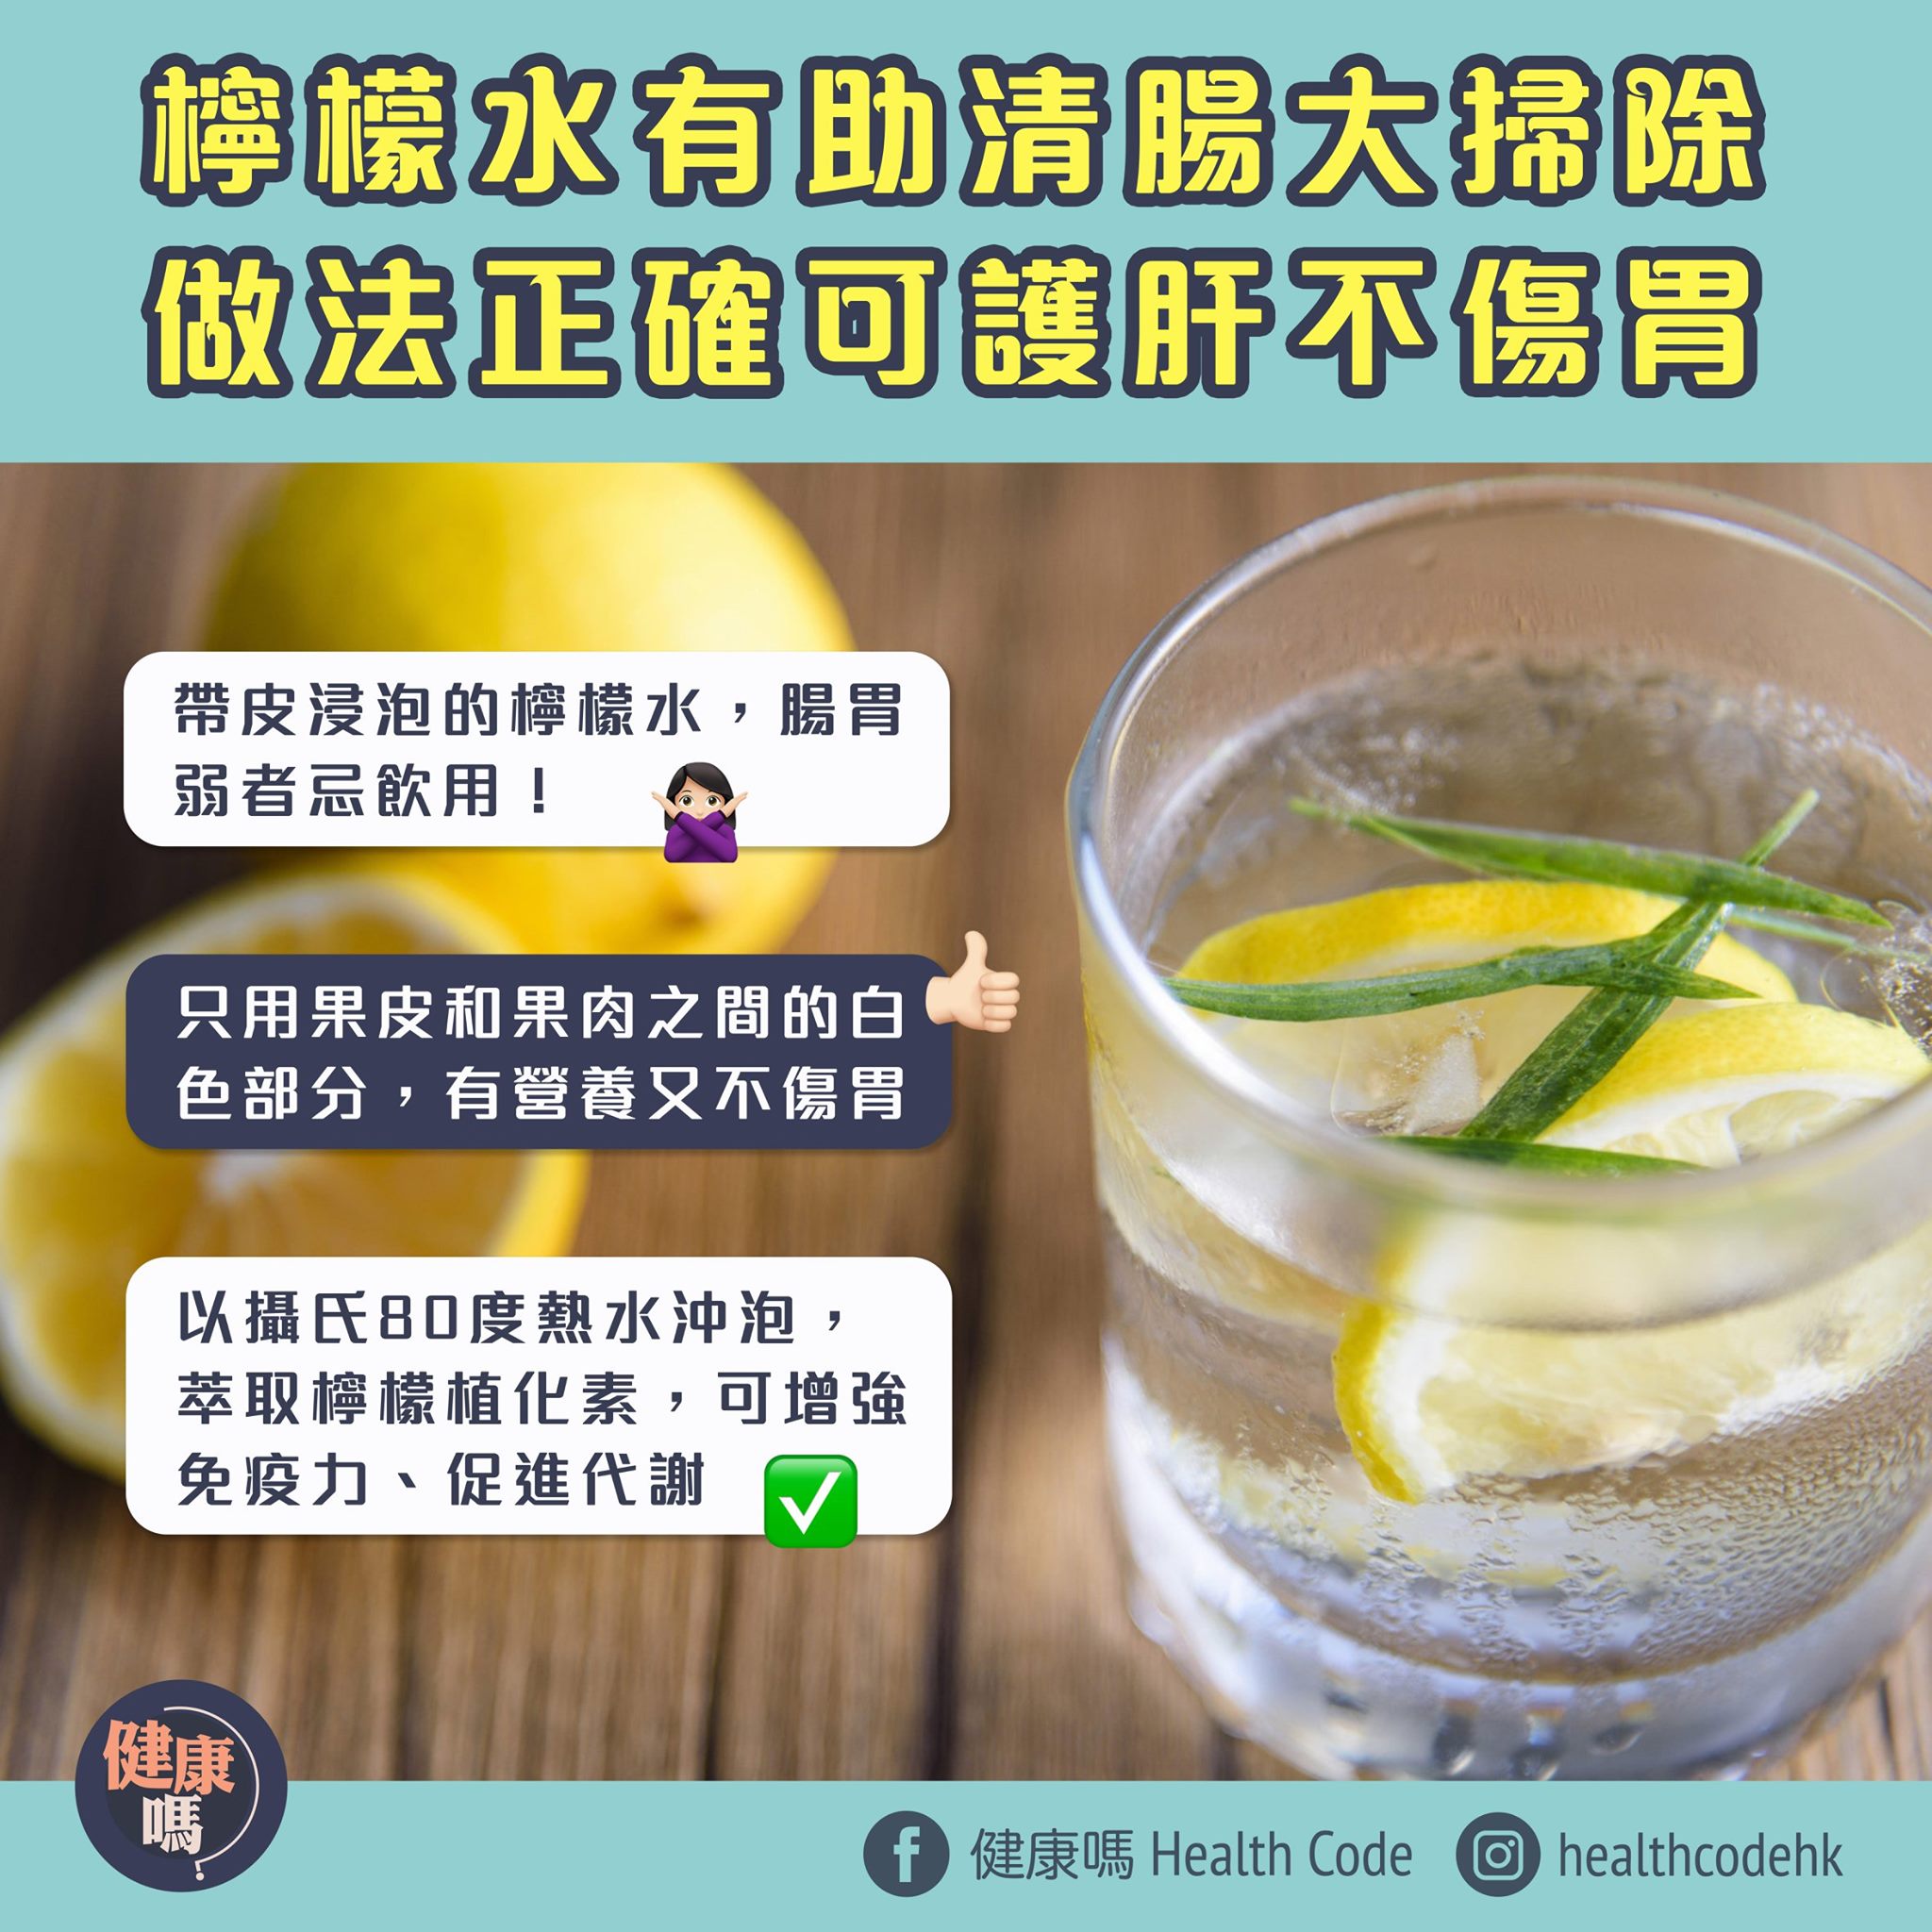 檸檬水有助清腸大掃除
做法正確可護肝不傷胃
帶皮浸泡的檸檬水，腸胃
弱者忌飲用！
只用果皮和果肉之間的白
色部分，有營養又不傷胃
以攝氏80度熱水沖泡，
萃取檸檬植化素，可增強
免疫力、促進代謝
健康
嗎
健康嗎 Health Code
healthcodehk